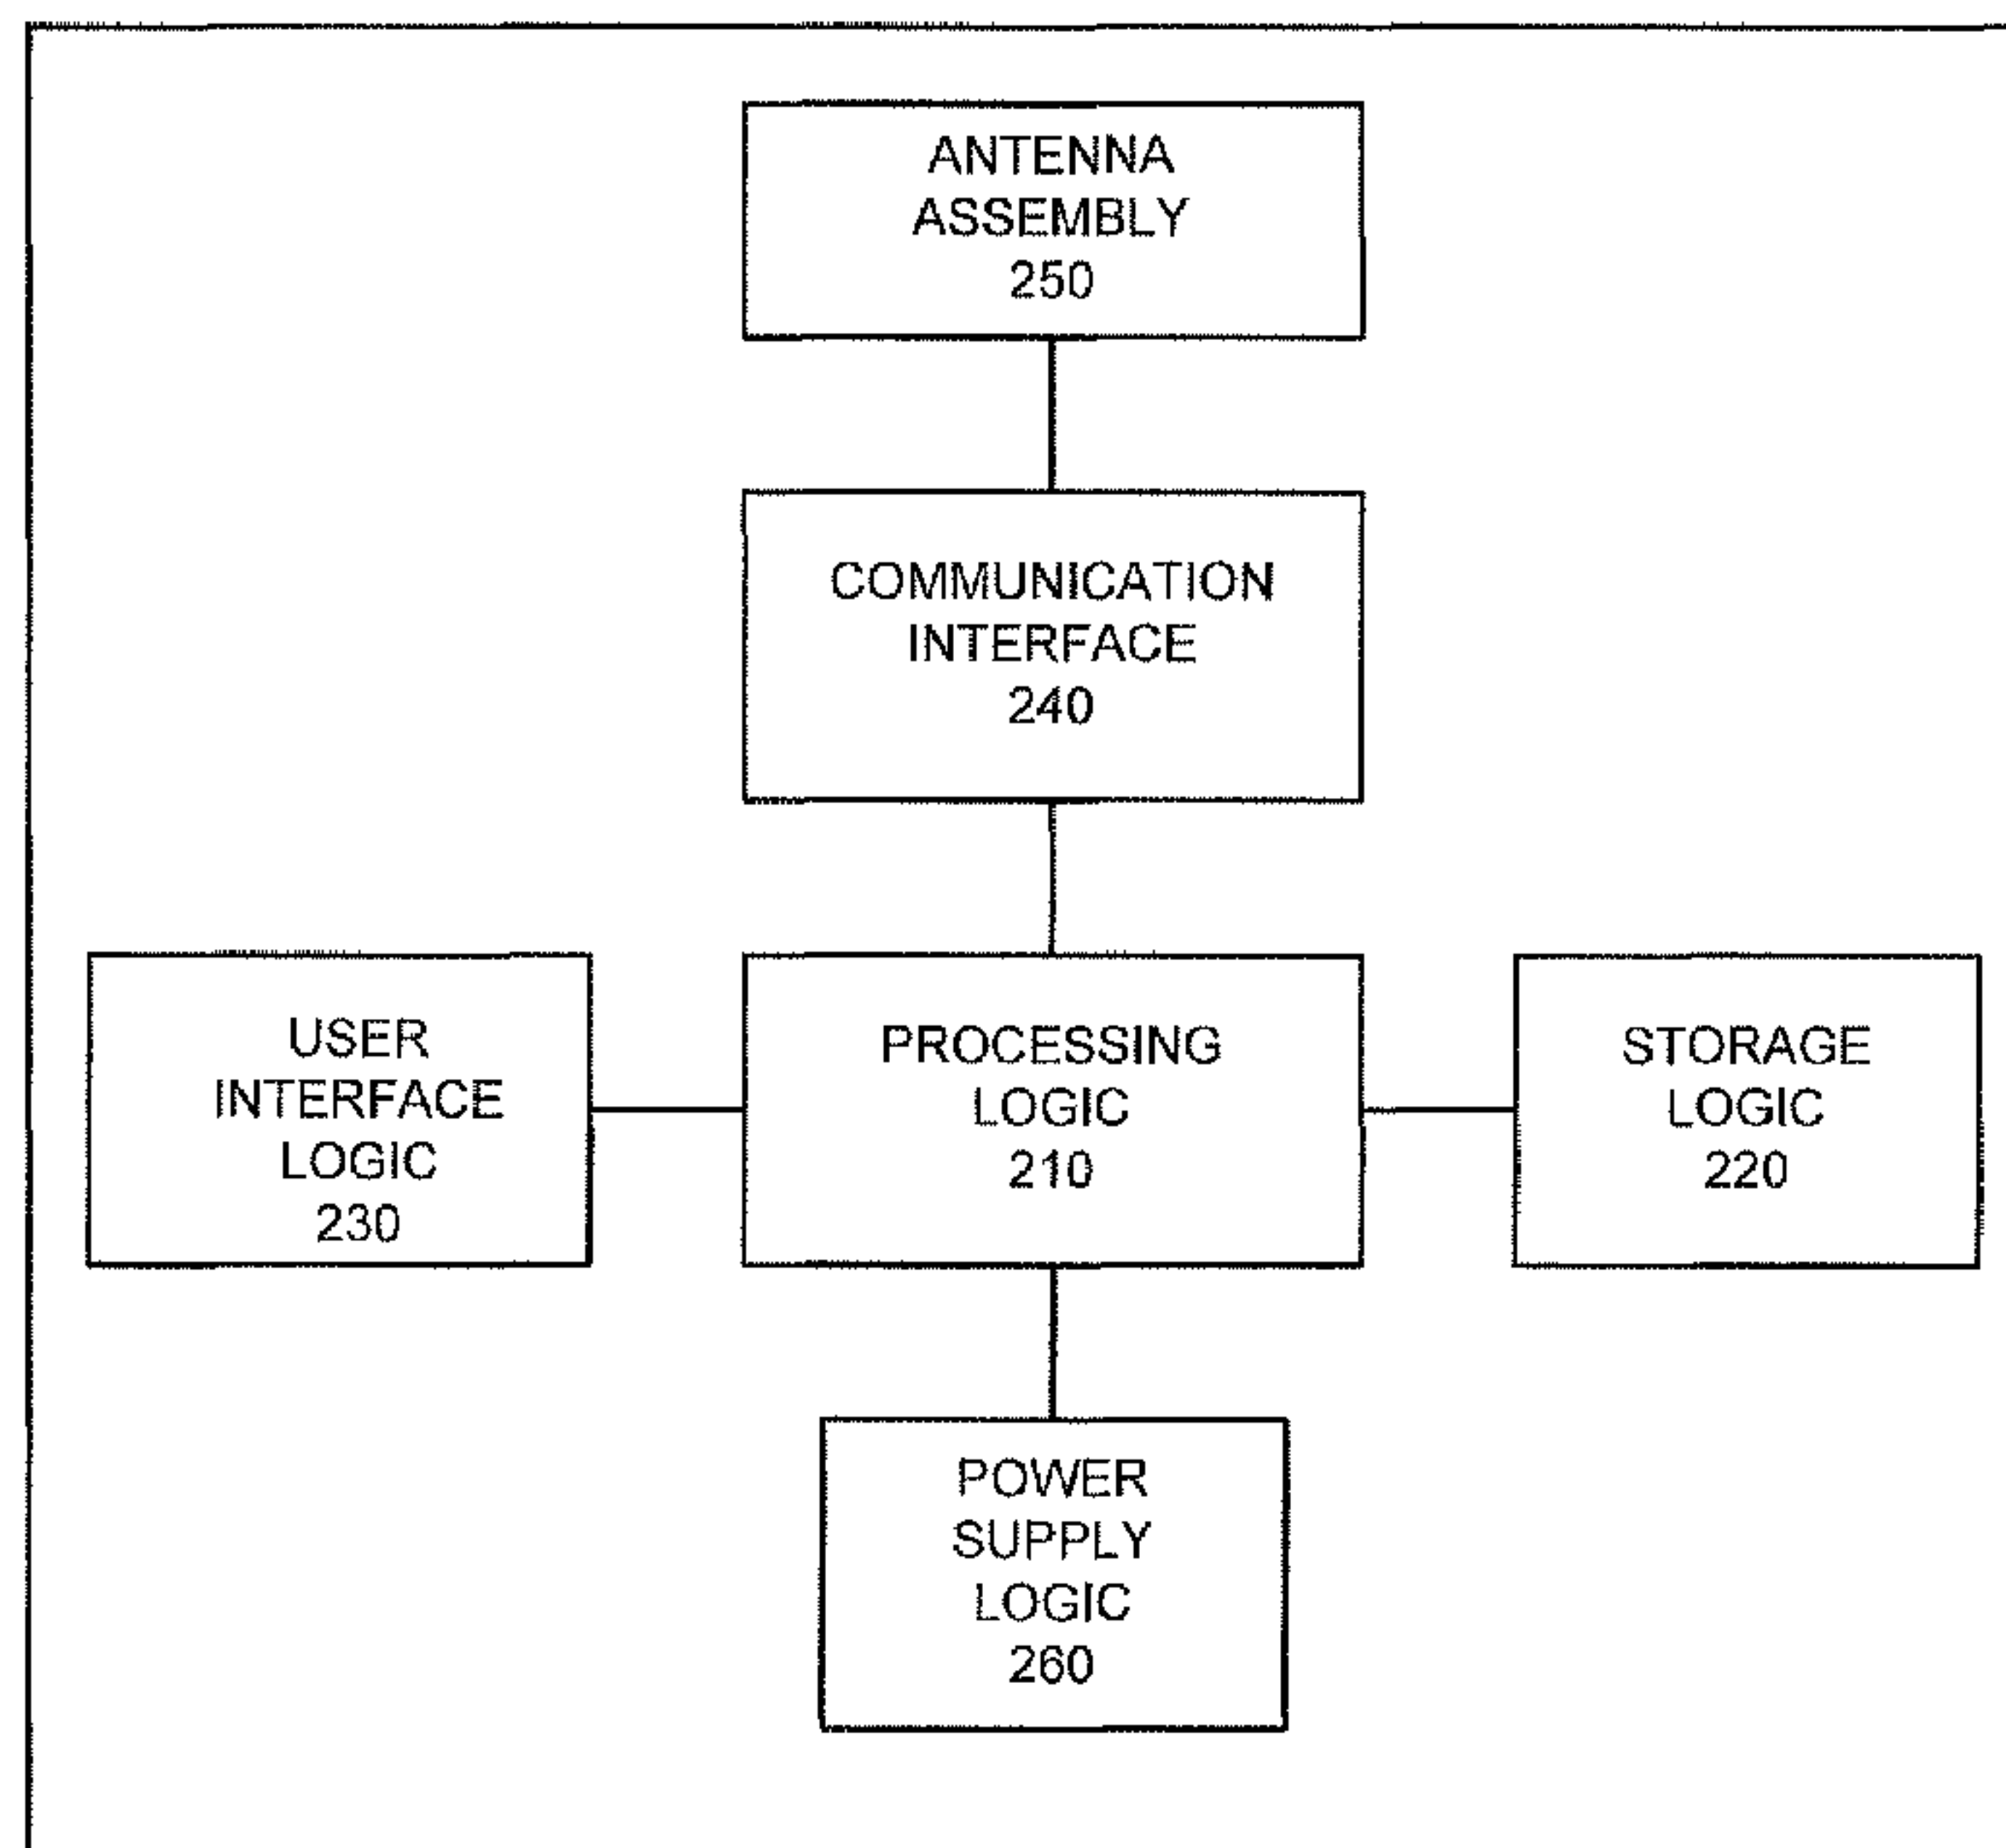 ANTENNA
ASSEMBLY
250
COMMUNICATION
INTERFACE
240
USER
INTERFACE
LOGIC
230
PROCESSING
LOGIC
210
STORAGE
LOGIC
220
POWER
SUPPLY
LOGIC
260